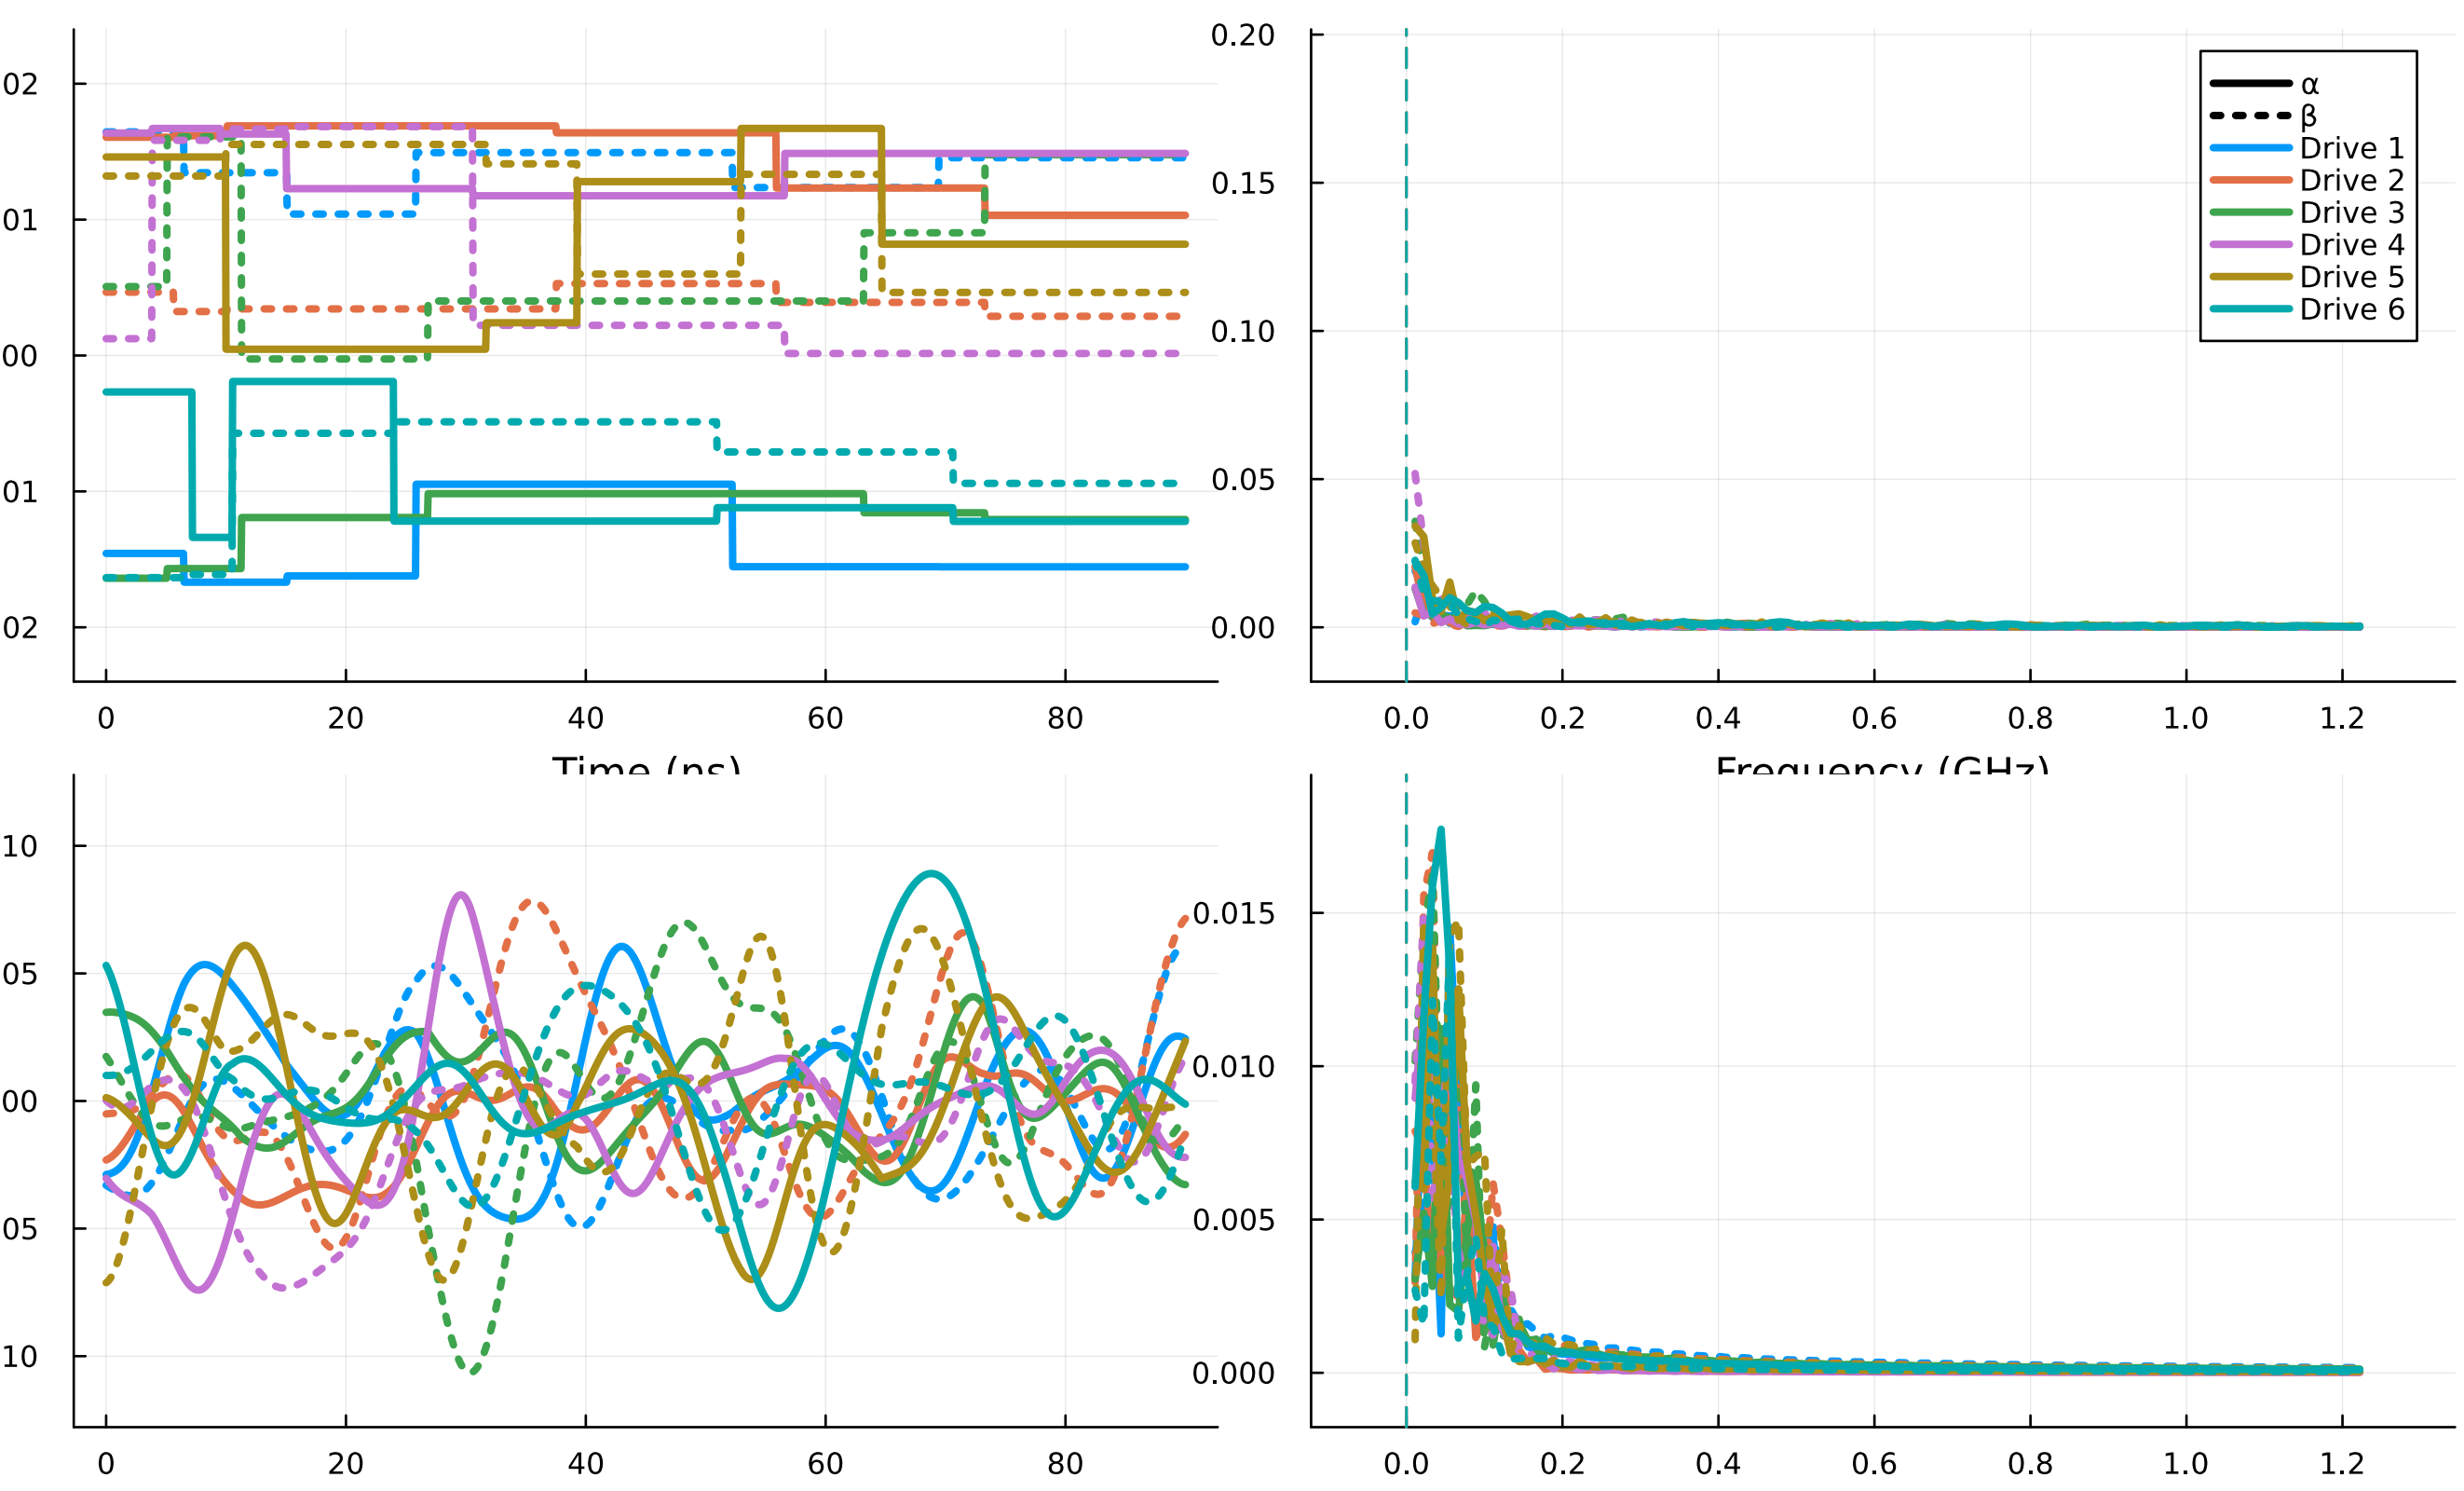 02
01
00
01
02
0 20 40 60 80
Time (ns)
0.20
0.15
0.10
0.05
0.00
0.0 0.2 0.4 0.6 0.8 1.0 1.2
Frequency (GHz)
α
β
Drive 1
Drive 2
Drive 3
Drive 4
Drive 5
Drive 6
10
05
00
05
10
0 20 40 60 80
0.015
0.010
0.005
0.000
0.0 0.2 0.4 0.6 0.8 1.0 1.2